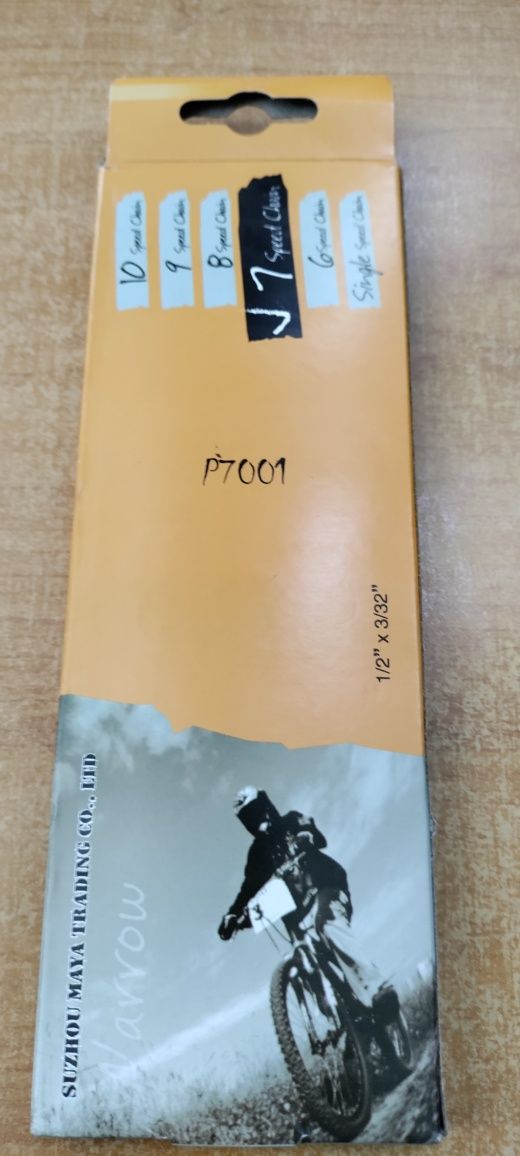 10 Speed Chain
9 Speed Chain
8 Speed Chain
7 Speed Chain
6 Speed Chain
Single Speed Chain
P7001
1/2" x 3/32"
SUZHOU MAYA TRADING CO., LTD
3